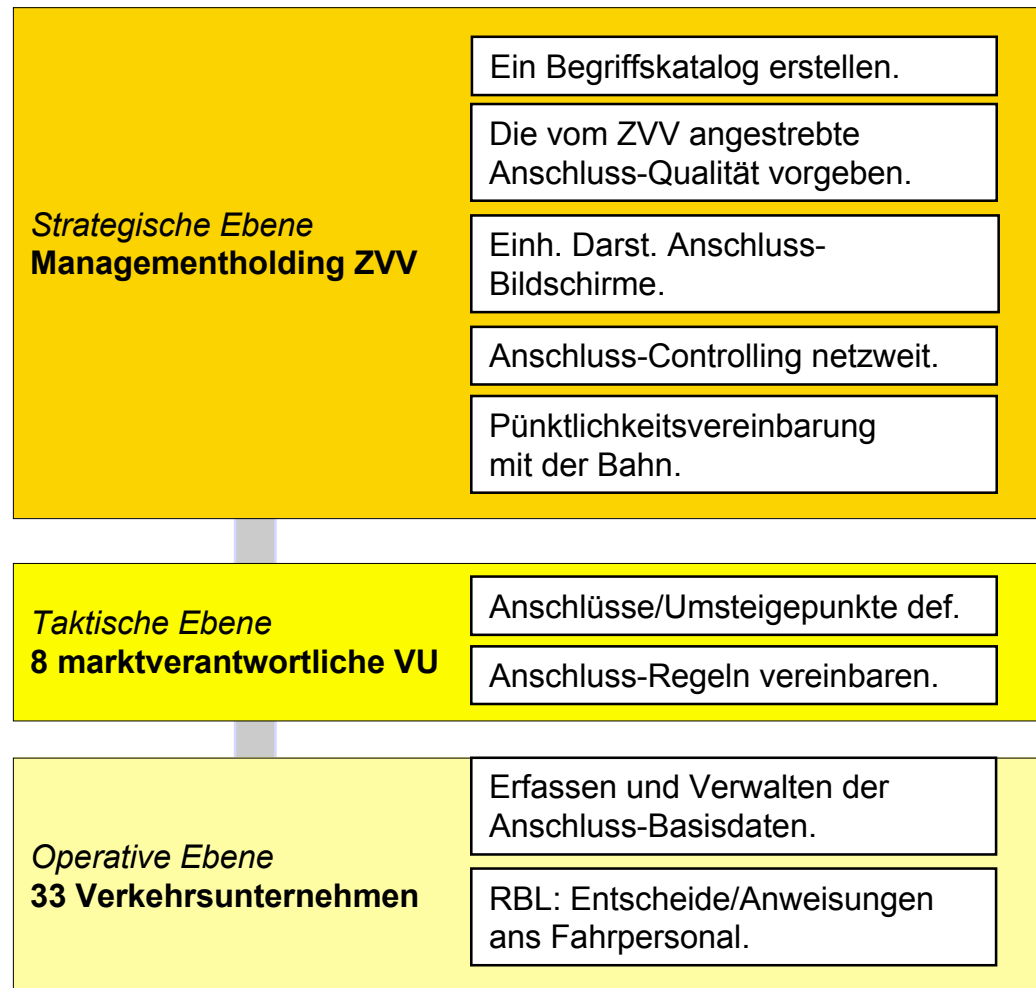 Strategische Ebene
Managementholding ZVV
Ein Begriffskatalog erstellen.
Die vom ZVV angestrebte
Anschluss-Qualität vorgeben.
Einh. Darst. Anschluss-
Bildschirme.
Anschluss-Controlling netzweit.
Pünktlichkeitsvereinbarung
mit der Bahn.
Taktische Ebene
8 marktverantwortliche VU
Anschlüsse/Umsteigepunkte def.
Anschluss-Regeln vereinbaren.
Operative Ebene
33 Verkehrsunternehmen
Erfassen und Verwalten der
Anschluss-Basisdaten.
RBL: Entscheide/Anweisungen
ans Fahrpersonal.